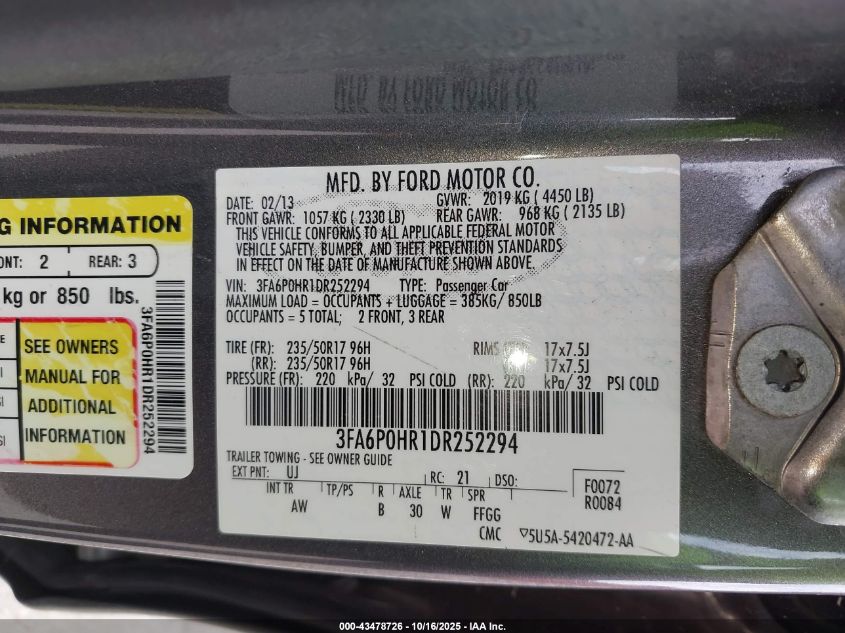 MFD. BY FORD MOTOR CO.
DATE: 02/13
GVWR: 2019 KG ( 4450 LB)
FRONT GAWR: 1057 KG ( 2330 LB)
REAR GAWR: 968 KG ( 2135 LB)
THIS VEHICLE CONFORMS TO ALL APPLICABLE FEDERAL MOTOR
VEHICLE SAFETY, BUMPER, AND THEFT PREVENTION STANDARDS
IN EFFECT ON THE DATE OF MANUFACTURE SHOWN ABOVE.
VIN: 3FA6P0HR1DR252294 TYPE: Passenger Car
MAXIMUM LOAD = OCCUPANTS + LUGGAGE = 385KG/ 850LB
OCCUPANTS = 5 TOTAL; 2 FRONT, 3 REAR
TIRE (FR): 235/50R17 96H RIMS 17x7.5J
(RR): 235/50R17 96H 17x7.5J
PRESSURE (FR): 220 kPa/ 32 PSI COLD (RR): 220 kPa/ 32 PSI COLD
3FA6P0HR1DR252294
TRAILER TOWING - SEE OWNER GUIDE
EXT PNT: UJ RC: 21 DSO:
F0072
R0084
INT TR TP/PS R AXLE TR SPR
AW B 30 W FFGG
CMC ▽5U5A-5420472-AA
INFORMATION
2 REAR: 3
kg or 850 lbs.
SEE OWNERS
MANUAL FOR
ADDITIONAL
INFORMATION
3FA6P0HR1DR252294
000-43478726 - 10/16/2025 - IAA Inc.